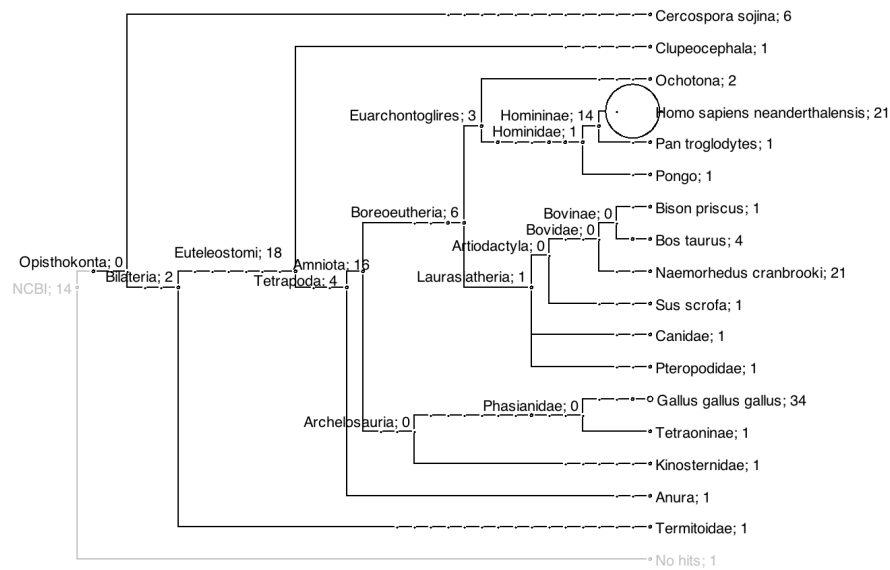 Cercospora sojina; 6
Clupeocephala; 1
Ochotona; 2
Euarchontoglires; 3
Homininae; 14
Homo sapiens neanderthalensis; 21
Hominidae; 1
Pan troglodytes; 1
Pongo; 1
Boreoeutheria; 6
Bovinae; 0
Bison priscus; 1
Bovidae; 0
Bos taurus; 4
Artiodactyla; 0
Euteleostomi; 18
Opisthokonta; 0
Amniota; 16
Bilateria; 2
Tetrapoda; 4
Laurasiatheria; 1
Naemorhedus cranbrooki; 21
NCBI; 14
Sus scrofa; 1
Canidae; 1
Pteropodidae; 1
Phasianidae; 0
Gallus gallus gallus; 34
Archelosauria; 0
Tetraoninae; 1
Kinosternidae; 1
Anura; 1
Termitoidae; 1
No hits; 1